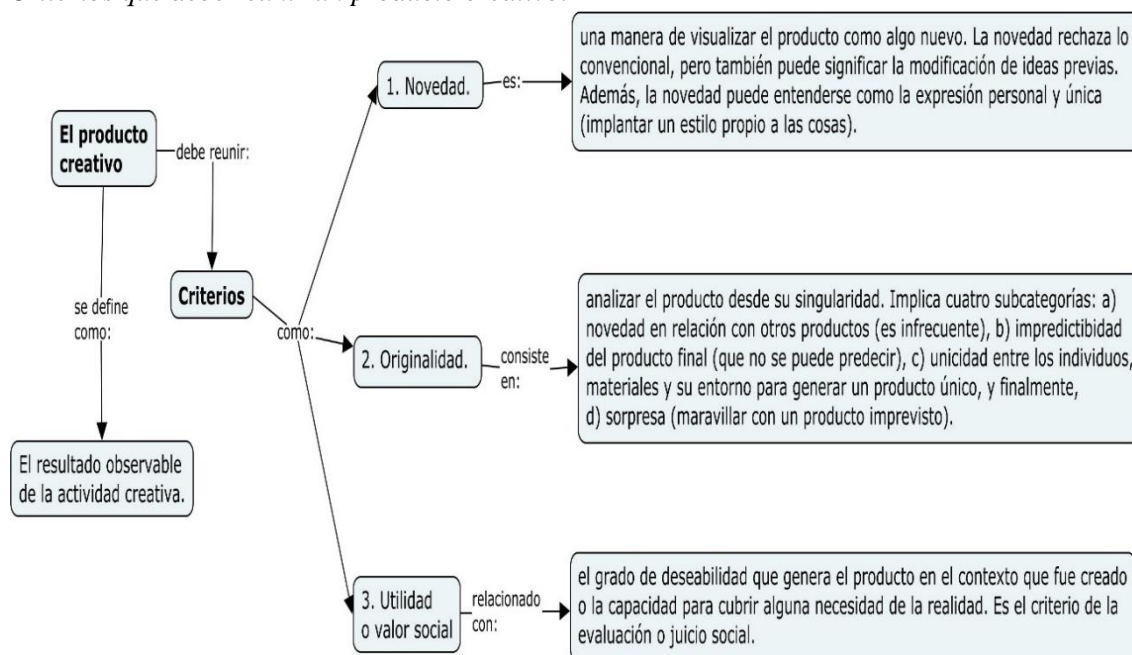 El producto
creativo
debe reunir:
se define
como:
El resultado observable
de la actividad creativa.
Criterios
como:
1. Novedad.
es:
una manera de visualizar el producto como algo nuevo. La novedad rechaza lo
convencional, pero también puede significar la modificación de ideas previas.
Además, la novedad puede entenderse como la expresión personal y única
(implantar un estilo propio a las cosas).
2. Originalidad.
consiste
en:
analizar el producto desde su singularidad. Implica cuatro subcategorías: a)
novedad en relación con otros productos (es infrecuente), b) impredictibidad
del producto final (que no se puede predecir), c) unicidad entre los individuos,
materiales y su entorno para generar un producto único, y finalmente,
d) sorpresa (maravillar con un producto imprevisto).
3. Utilidad
o valor social
relacionado
con:
el grado de deseabilidad que genera el producto en el contexto que fue creado
o la capacidad para cubrir alguna necesidad de la realidad. Es el criterio de la
evaluación o juicio social.